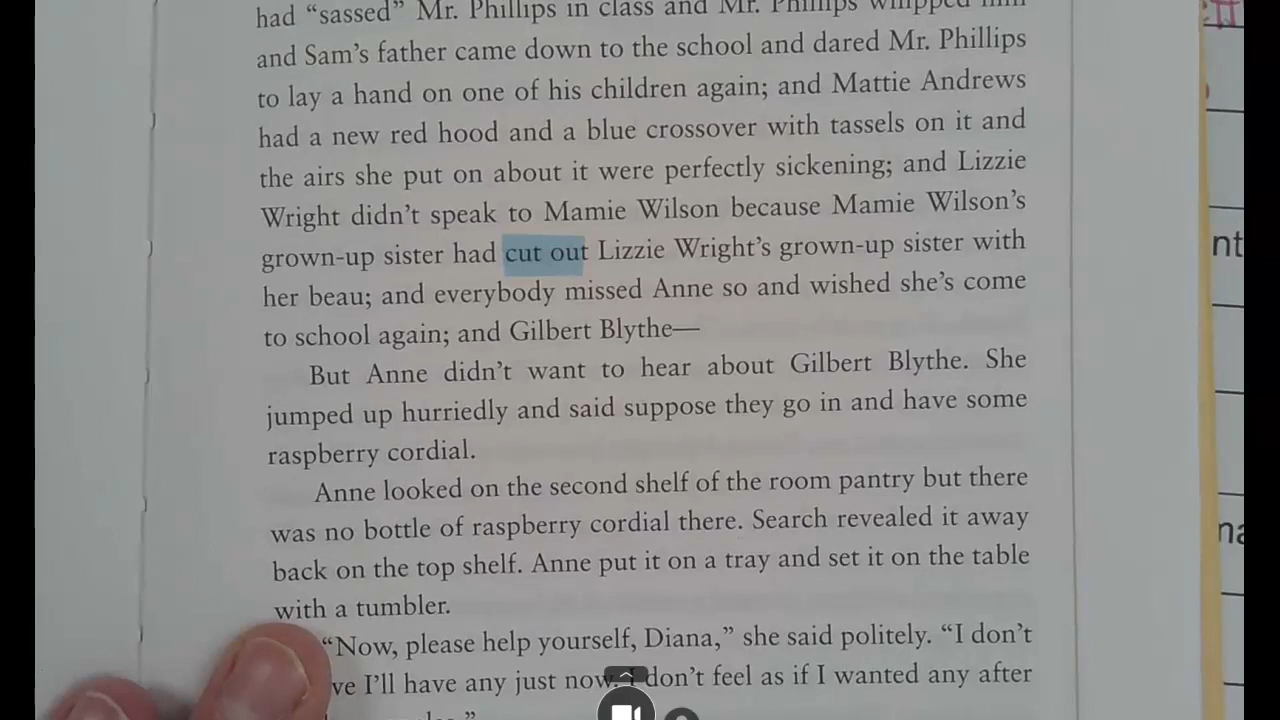 had “sassed” Mr. Phillips in class and Mr. Phillips whipped him
and Sam’s father came down to the school and dared Mr. Phillips
to lay a hand on one of his children again; and Mattie Andrews
had a new red hood and a blue crossover with tassels on it and
the airs she put on about it were perfectly sickening; and Lizzie
Wright didn’t speak to Mamie Wilson because Mamie Wilson’s
grown-up sister had cut out Lizzie Wright’s grown-up sister with
her beau; and everybody missed Anne so and wished she’s come
to school again; and Gilbert Blythe—
But Anne didn’t want to hear about Gilbert Blythe. She
jumped up hurriedly and said suppose they go in and have some
raspberry cordial.
Anne looked on the second shelf of the room pantry but there
was no bottle of raspberry cordial there. Search revealed it away
back on the top shelf. Anne put it on a tray and set it on the table
with a tumbler.
“Now, please help yourself, Diana,” she said politely. “I don’t
I’ll have any just now. I don’t feel as if I wanted any after
nt